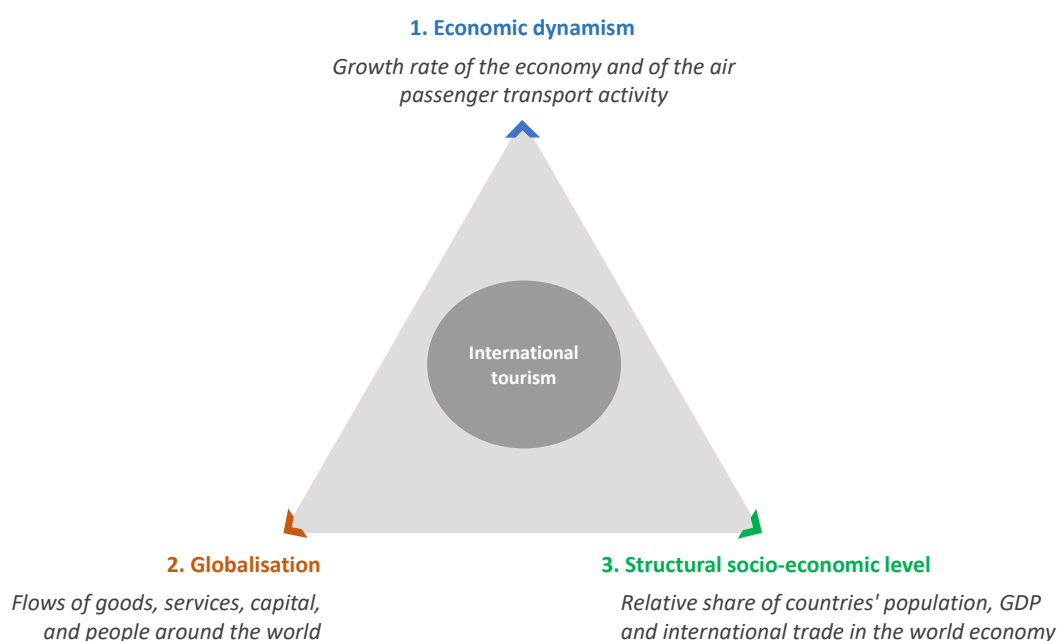 1. Economic dynamism
Growth rate of the economy and of the air
passenger transport activity
International
tourism
2. Globalisation
Flows of goods, services, capital,
and people around the world
3. Structural socio-economic level
Relative share of countries' population, GDP
and international trade in the world economy